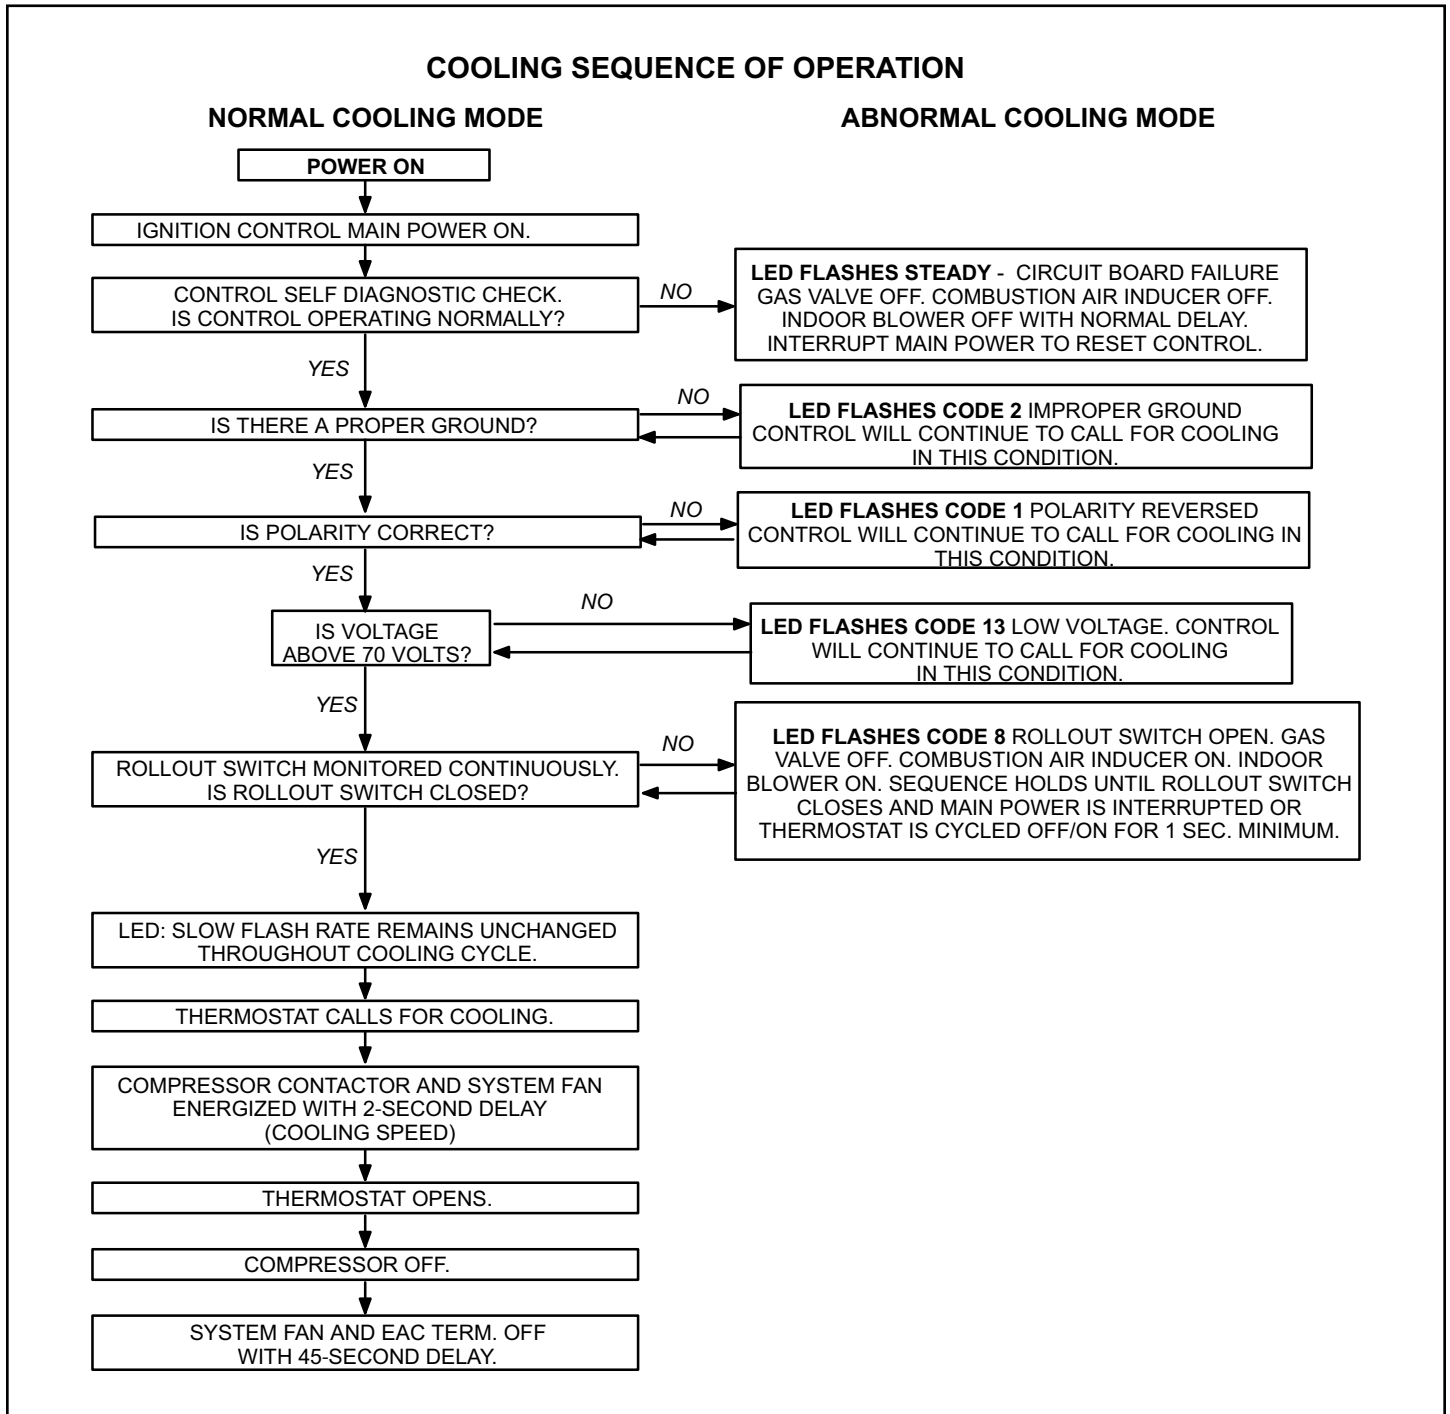 COOLING SEQUENCE OF OPERATION
NORMAL COOLING MODE
ABNORMAL COOLING MODE
POWER ON
IGNITION CONTROL MAIN POWER ON.
CONTROL SELF DIAGNOSTIC CHECK.
IS CONTROL OPERATING NORMALLY?
NO
LED FLASHES STEADY - CIRCUIT BOARD FAILURE
GAS VALVE OFF. COMBUSTION AIR INDUCER OFF.
INDOOR BLOWER OFF WITH NORMAL DELAY.
INTERRUPT MAIN POWER TO RESET CONTROL.
YES
IS THERE A PROPER GROUND?
NO
LED FLASHES CODE 2 IMPROPER GROUND
CONTROL WILL CONTINUE TO CALL FOR COOLING
IN THIS CONDITION.
YES
IS POLARITY CORRECT?
NO
LED FLASHES CODE 1 POLARITY REVERSED
CONTROL WILL CONTINUE TO CALL FOR COOLING IN
THIS CONDITION.
YES
IS VOLTAGE
ABOVE 70 VOLTS?
NO
LED FLASHES CODE 13 LOW VOLTAGE. CONTROL
WILL CONTINUE TO CALL FOR COOLING
IN THIS CONDITION.
YES
ROLLOUT SWITCH MONITORED CONTINUOUSLY.
IS ROLLOUT SWITCH CLOSED?
NO
LED FLASHES CODE 8 ROLLOUT SWITCH OPEN. GAS
VALVE OFF. COMBUSTION AIR INDUCER ON. INDOOR
BLOWER ON. SEQUENCE HOLDS UNTIL ROLLOUT SWITCH
CLOSES AND MAIN POWER IS INTERRUPTED OR
THERMOSTAT IS CYCLED OFF/ON FOR 1 SEC. MINIMUM.
YES
LED: SLOW FLASH RATE REMAINS UNCHANGED
THROUGHOUT COOLING CYCLE.
THERMOSTAT CALLS FOR COOLING.
COMPRESSOR CONTACTOR AND SYSTEM FAN
ENERGIZED WITH 2-SECOND DELAY
(COOLING SPEED)
THERMOSTAT OPENS.
COMPRESSOR OFF.
SYSTEM FAN AND EAC TERM. OFF
WITH 45-SECOND DELAY.